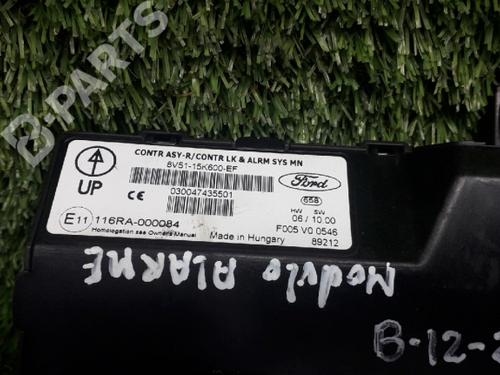 B-PARTS
CONTR ASY-R/CONTR LK & ALRM SYS MN
8V51-15K600-EF
UP
CE
030047435501
Ford
658
HW SW
06 / 10.00
E11 116RA-000084
F005 V0 0546
Homologation see Owners Manual
Made in Hungary
89212
Modulo ALARME
B-12-2